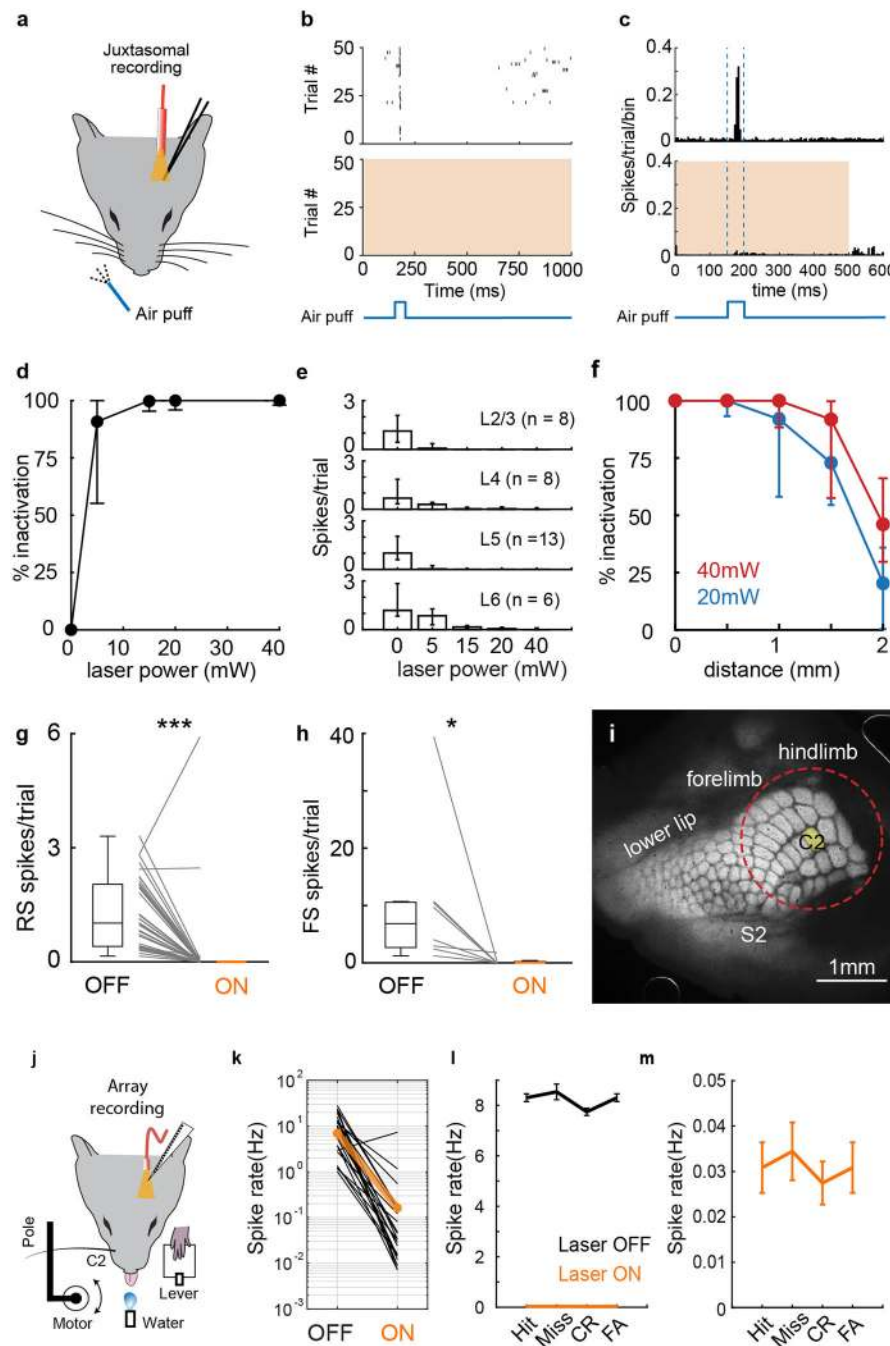 a
Juxtasomal
recording
Air puff
b
Trial #
50
25
0
Trial #
50
25
0
0 250 500 750 1000
Time (ms)
Air puff
c
Spikes/trial/bin
0.4
0.2
0
0.4
0.2
0
0 100 200 300 400 500 600
time (ms)
Air puff
d
% inactivation
100
75
50
25
0
0 10 20 30 40
laser power (mW)
e
Spikes/trial
3
0
L2/3 (n = 8)
3
0
L4 (n = 8)
3
0
L5 (n =13)
3
0
L6 (n = 6)
0 5 15 20 40
laser power (mW)
f
% inactivation
100
75
50
25
0
40mW
20mW
0 1 2
distance (mm)
g
RS spikes/trial
6
3
0
***
OFF ON
h
FS spikes/trial
40
20
0
*
OFF ON
i
hindlimb
forelimb
lower lip
C2
S2
1mm
j
Array
recording
Pole
C2
Lever
Motor
Water
k
Spike rate(Hz)
10²
10¹
10⁰
10⁻¹
10⁻²
10⁻³
OFF ON
l
Spike rate(Hz)
8
6
4
2
0
Laser OFF
Laser ON
Hit Miss CR FA
m
Spike rate(Hz)
0.05
0.04
0.03
0.02
0.01
0
Hit Miss CR FA